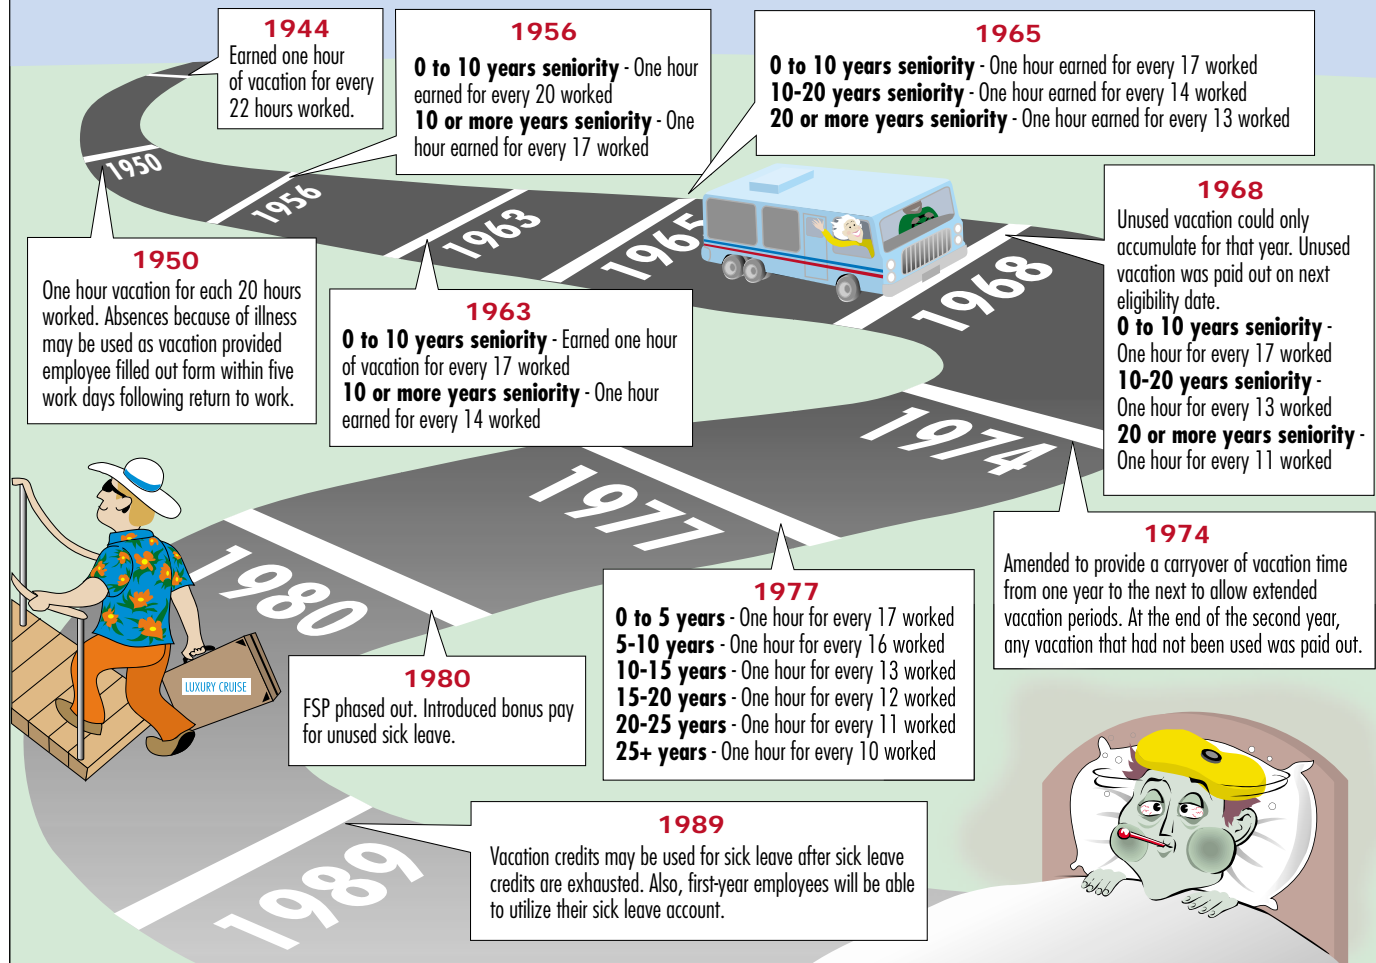 1944
Earned one hour
of vacation for every
22 hours worked.
1956
0 to 10 years seniority - One hour
earned for every 20 worked
10 or more years seniority - One
hour earned for every 17 worked
1965
0 to 10 years seniority - One hour earned for every 17 worked
10-20 years seniority - One hour earned for every 14 worked
20 or more years seniority - One hour earned for every 13 worked
1950
1956
1963
1965
1968
1968
Unused vacation could only
accumulate for that year. Unused
vacation was paid out on next
eligibility date.
0 to 10 years seniority -
One hour for every 17 worked
10-20 years seniority -
One hour for every 13 worked
20 or more years seniority -
One hour for every 11 worked
1950
One hour vacation for each 20 hours
worked. Absences because of illness
may be used as vacation provided
employee filled out form within five
work days following return to work.
1963
0 to 10 years seniority - Earned one hour
of vacation for every 17 worked
10 or more years seniority - One hour
earned for every 14 worked
1974
1977
1980
1974
Amended to provide a carryover of vacation time
from one year to the next to allow extended
vacation periods. At the end of the second year,
any vacation that had not been used was paid out.
1977
0 to 5 years - One hour for every 17 worked
5-10 years - One hour for every 16 worked
10-15 years - One hour for every 13 worked
15-20 years - One hour for every 12 worked
20-25 years - One hour for every 11 worked
25+ years - One hour for every 10 worked
LUXURY CRUISE
1980
FSP phased out. Introduced bonus pay
for unused sick leave.
1989
1989
Vacation credits may be used for sick leave after sick leave
credits are exhausted. Also, first-year employees will be able
to utilize their sick leave account.